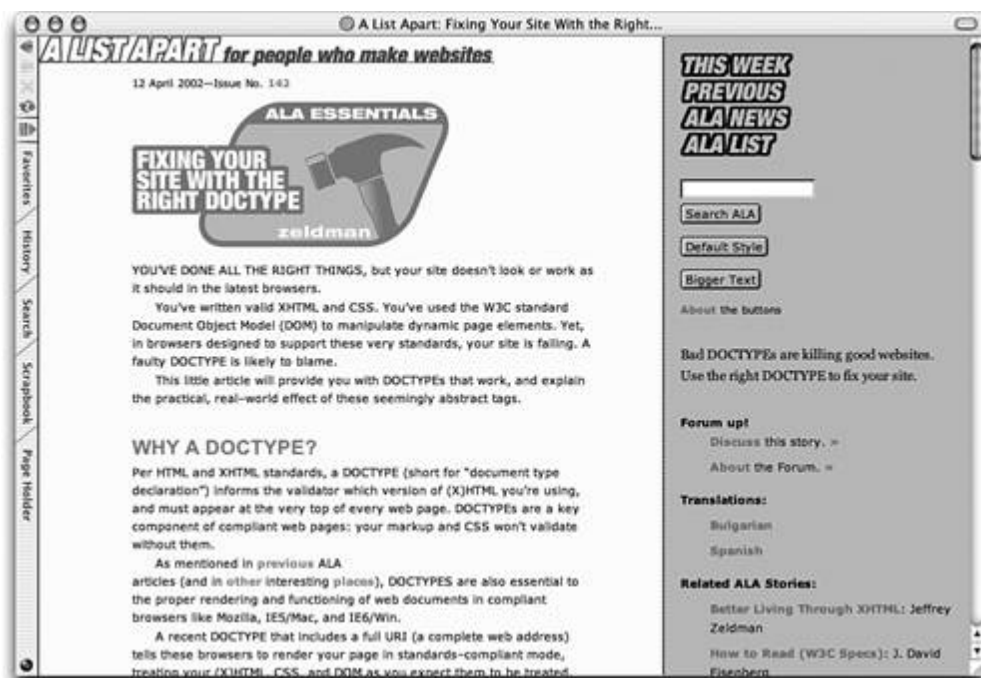 A List Apart: Fixing Your Site With the Right...
A LIST APART for people who make websites
12 April 2002—Issue No. 143
ALA ESSENTIALS
FIXING YOUR
SITE WITH THE
RIGHT DOCTYPE
zeldman
YOU'VE DONE ALL THE RIGHT THINGS, but your site doesn't look or work as
it should in the latest browsers.
You've written valid XHTML and CSS. You've used the W3C standard
Document Object Model (DOM) to manipulate dynamic page elements. Yet,
in browsers designed to support these very standards, your site is failing. A
faulty DOCTYPE is likely to blame.
This little article will provide you with DOCTYPEs that work, and explain
the practical, real-world effect of these seemingly abstract tags.
WHY A DOCTYPE?
Per HTML and XHTML standards, a DOCTYPE (short for "document type
declaration") informs the validator which version of (X)HTML you're using,
and must appear at the very top of every web page. DOCTYPEs are a key
component of compliant web pages: your markup and CSS won't validate
without them.
As mentioned in previous ALA
articles (and in other interesting places), DOCTYPES are also essential to
the proper rendering and functioning of web documents in compliant
browsers like Mozilla, IE5/Mac, and IE6/Win.
A recent DOCTYPE that includes a full URI (a complete web address)
tells these browsers to render your page in standards-compliant mode,
treating your (X)HTML, CSS, and DOM as you expect them to be treated.
THIS WEEK
PREVIOUS
ALA NEWS
ALA LIST
Search ALA
Default Style
Bigger Text
About the buttons
Bad DOCTYPEs are killing good websites.
Use the right DOCTYPE to fix your site.
Forum up!
Discuss this story. »
About the Forum. »
Translations:
Bulgarian
Spanish
Related ALA Stories:
Better Living Through XHTML: Jeffrey
Zeldman
How to Read (W3C Specs): J. David
Eisenberg
Favorites
History
Search
Scrapbook
Page Holder